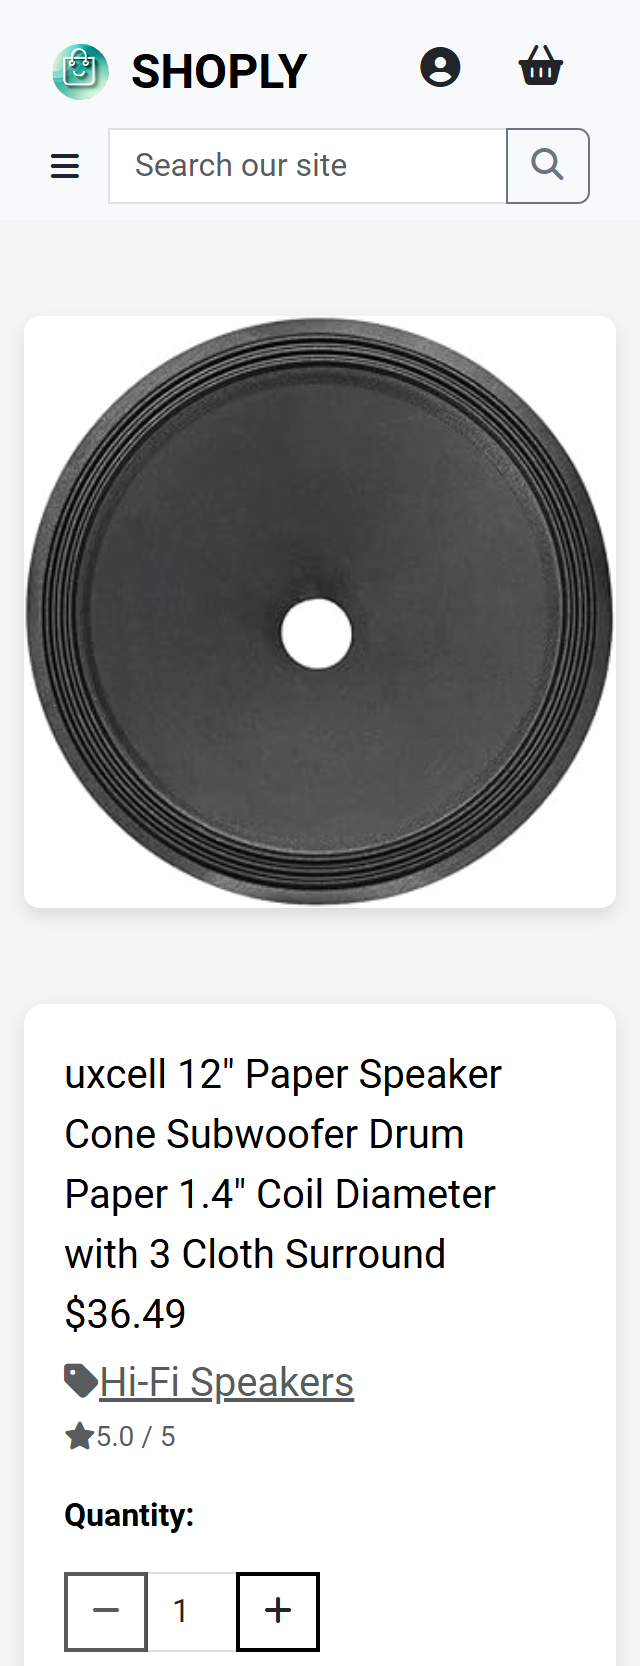 SHOPLY
Search our site
uxcell 12" Paper Speaker
Cone Subwoofer Drum
Paper 1.4" Coil Diameter
with 3 Cloth Surround
$36.49
Hi-Fi Speakers
5.0 / 5
Quantity:
1